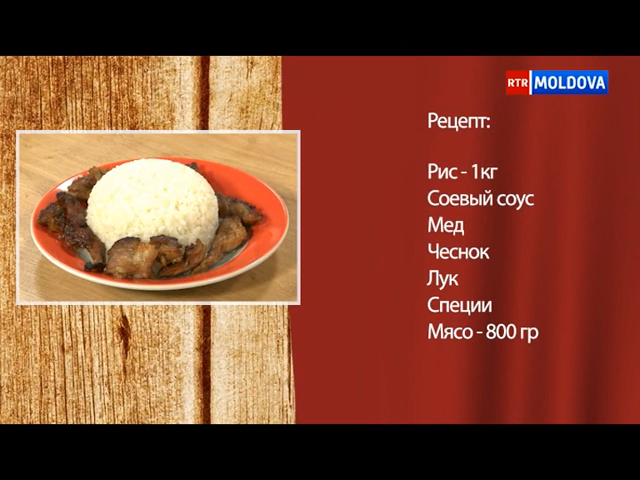 RTR MOLDOVA
Рецепт:
Рис - 1кг
Соевый соус
Мед
Чеснок
Лук
Специи
Мясо - 800 гр